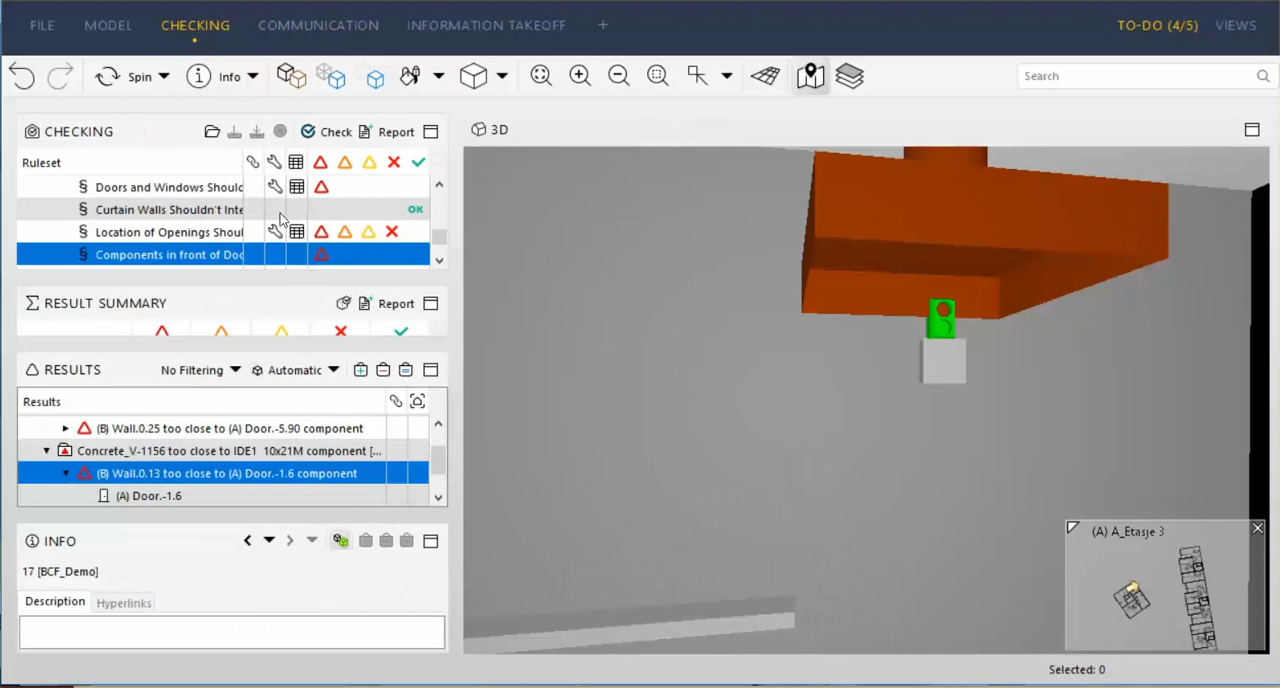 FILE MODEL CHECKING COMMUNICATION INFORMATION TAKEOFF + TO-DO (4/5) VIEWS
Spin Info Search
CHECKING Check Report
Ruleset
§ Doors and Windows Should
§ Curtain Walls Shouldn't Inte OK
§ Location of Openings Shoul
§ Components in front of Doo
Σ RESULT SUMMARY Report
RESULTS No Filtering Automatic
Results
(B) Wall.0.25 too close to (A) Door.-5.90 component
Concrete_V-1156 too close to IDE1 10x21M component [...
(B) Wall.0.13 too close to (A) Door.-1.6 component
(A) Door.-1.6
INFO
17 [BCF_Demo]
Description Hyperlinks
3D
(A) A_Etasje 3
Selected: 0